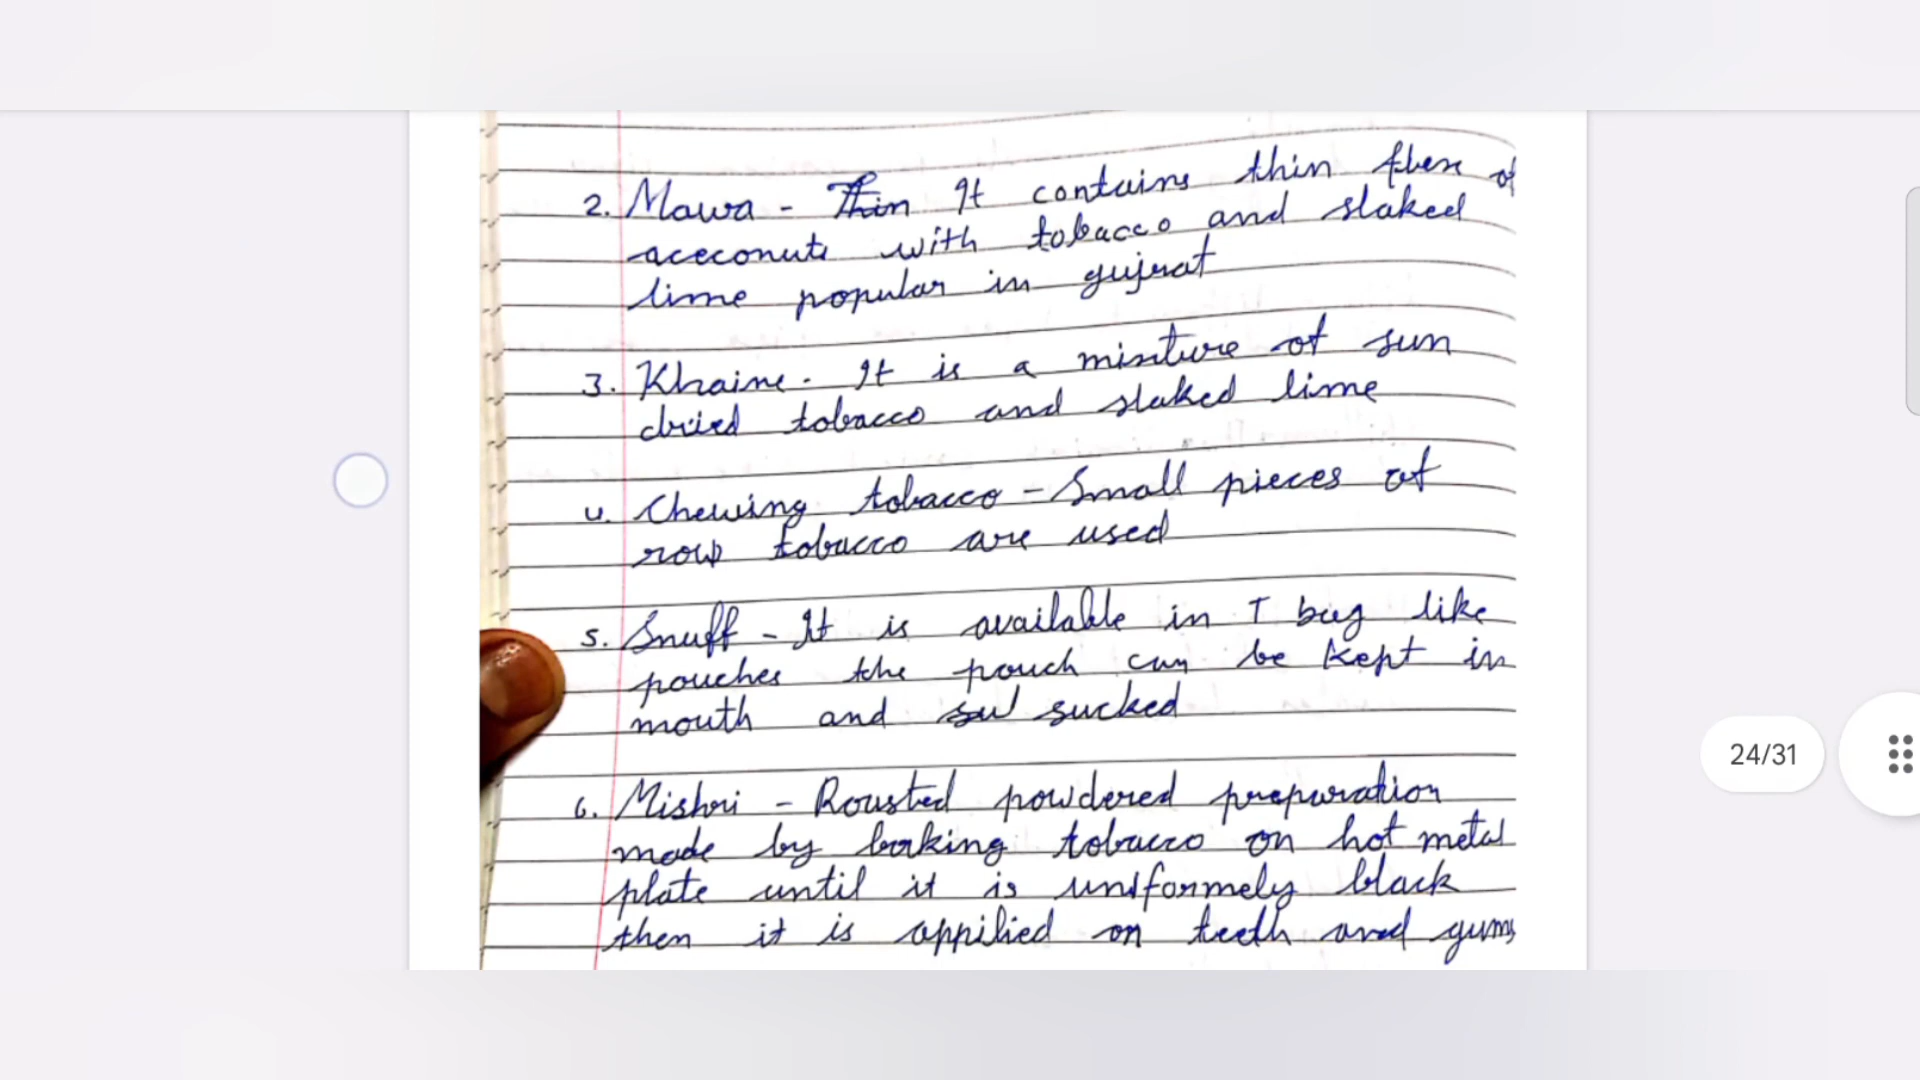 2. Mawa - Thin It contains thin fbere of
aceconuts with tobacco and slaked
lime popular in gujrat
3. Khaine. It is a mixture of sun
dried tobacco and slaked lime
4. Chewing tobacco - Small pieces of
row tobacco are used
5. Snuff - It is available in T bag like
pouches the pouch can be kept in
mouth and sucked
6. Mishri - Rousted powdered preparation
made by baking tobacco on hot metal
plate until it is uniformely black
then it is appilied on teeth and gums
24/31